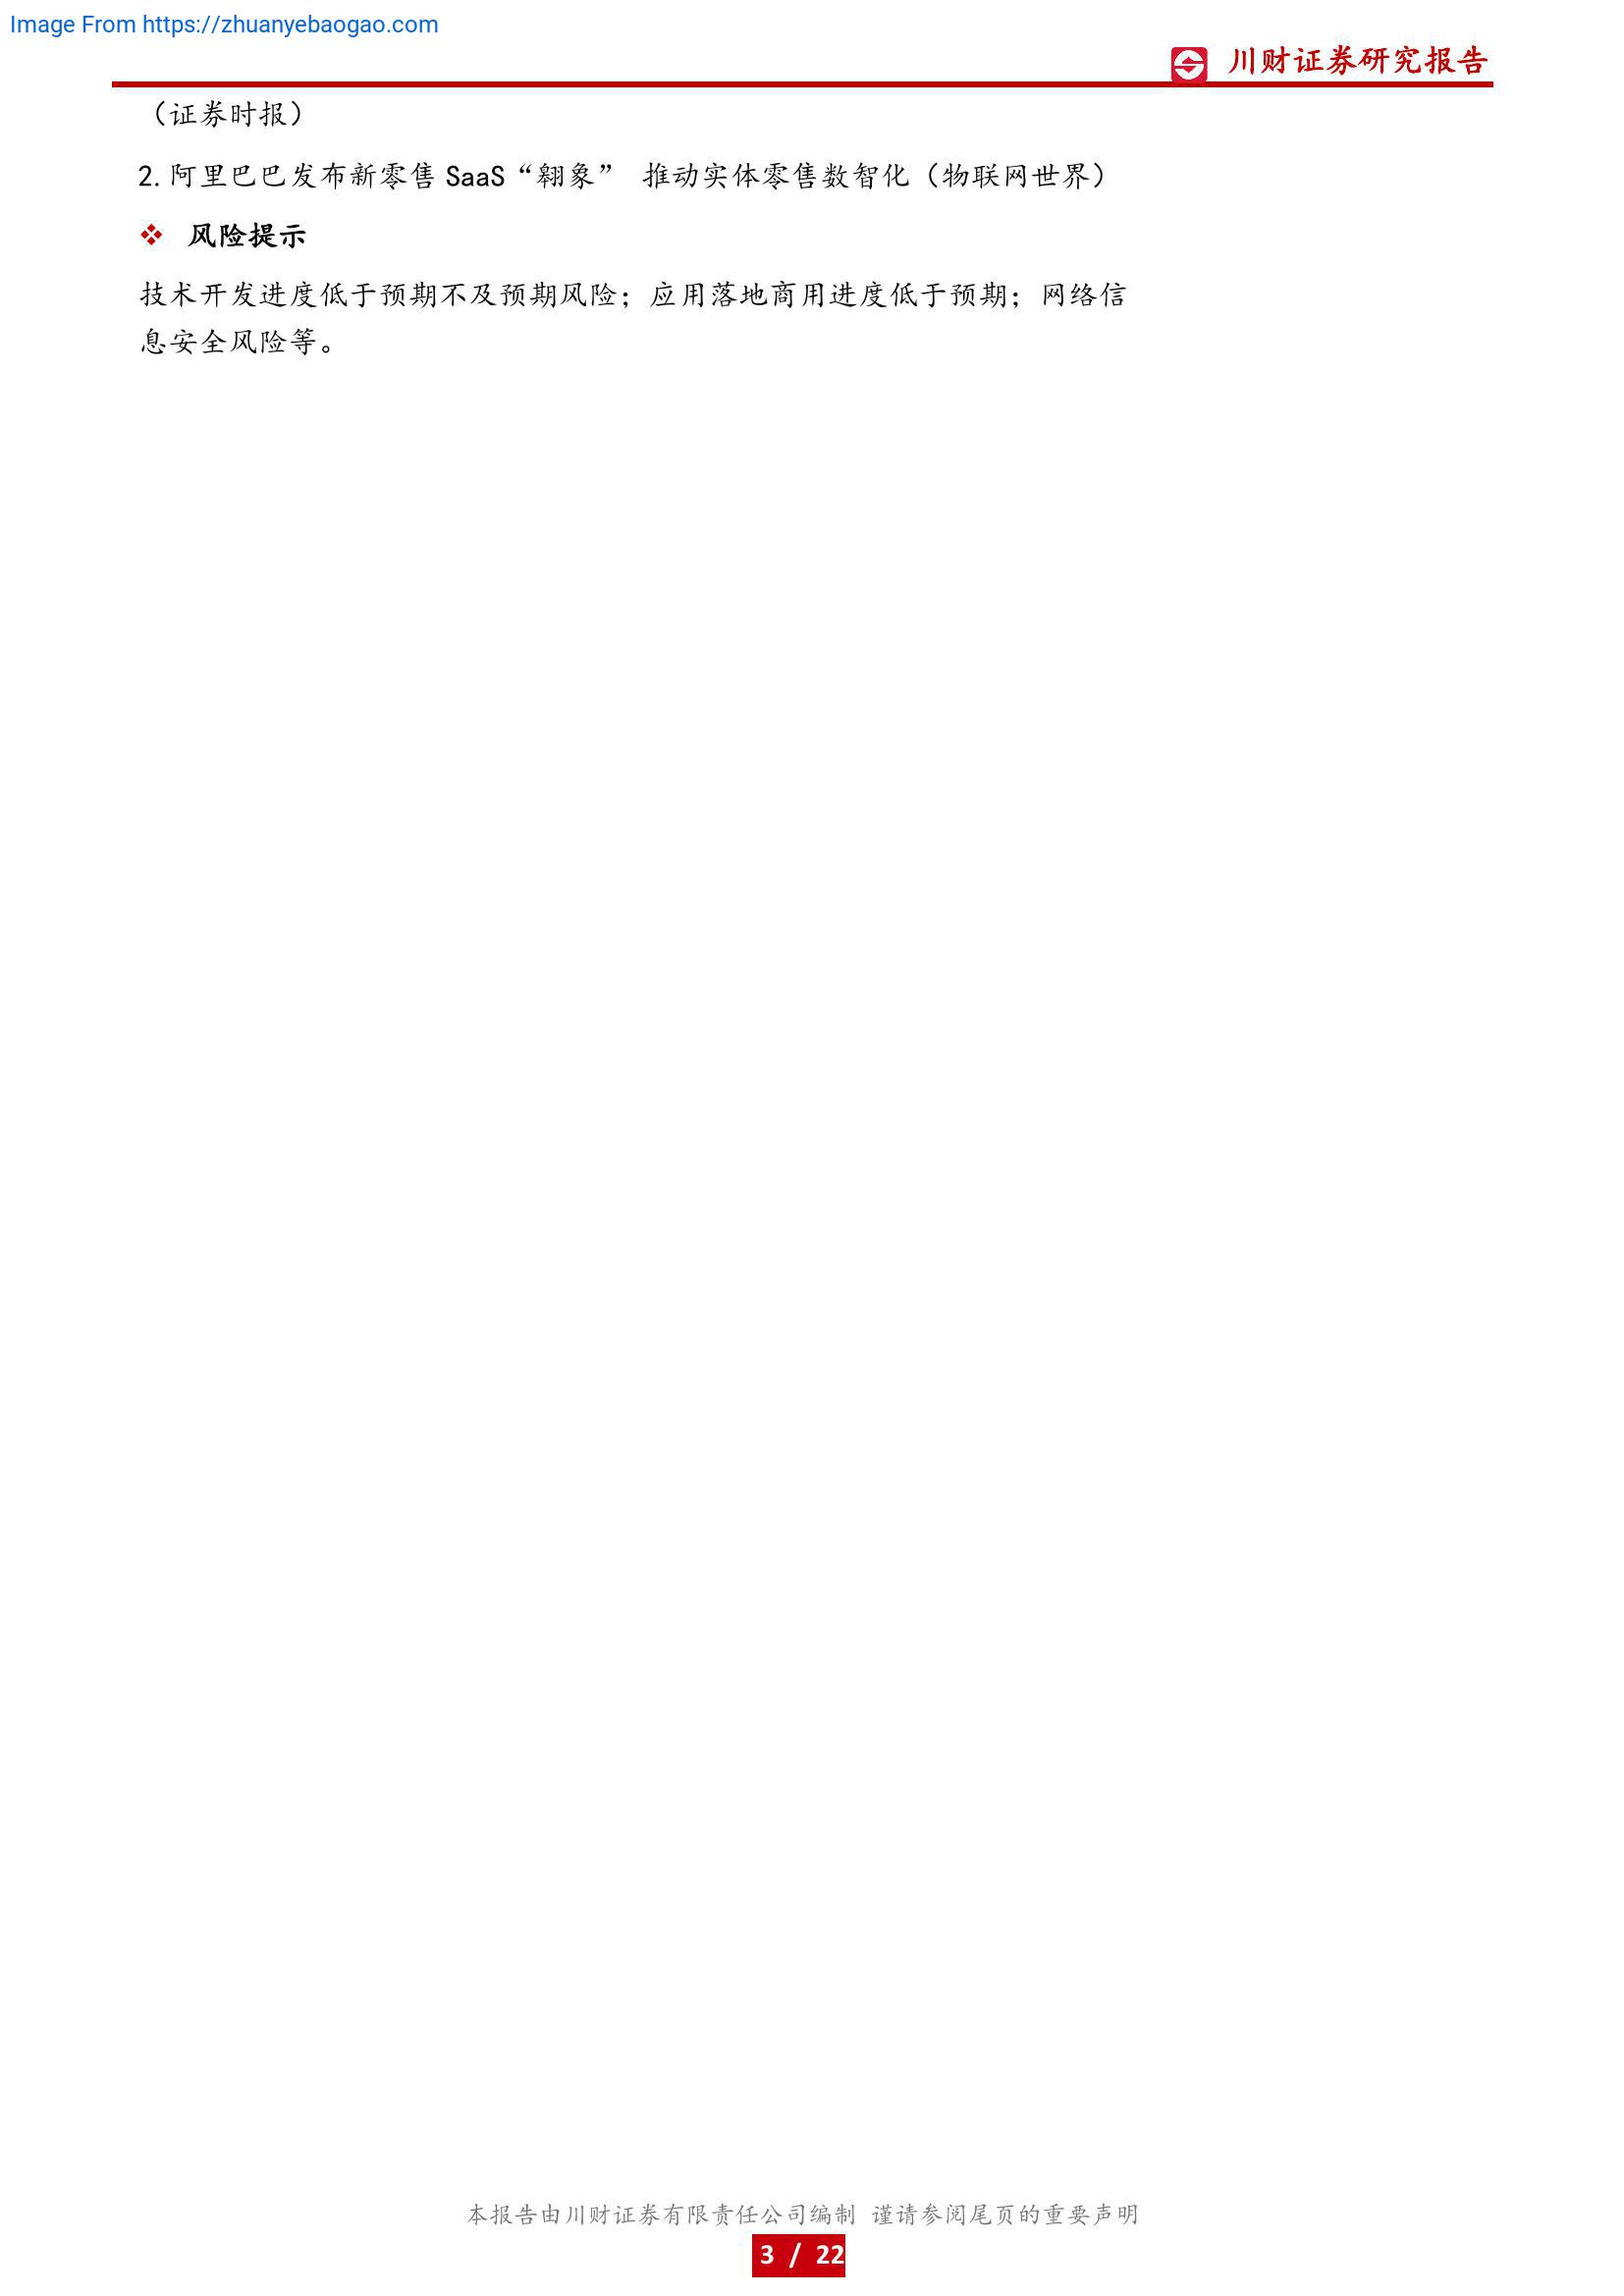 Image From https://zhuanyebaogao.com
川财证券研究报告
（证券时报）
2. 阿里巴巴发布新零售 SaaS“翱象” 推动实体零售数智化（物联网世界）
❖ 风险提示
技术开发进度低于预期不及预期风险；应用落地商用进度低于预期；网络信
息安全风险等。
本报告由川财证券有限责任公司编制 谨请参阅尾页的重要声明
3 / 22